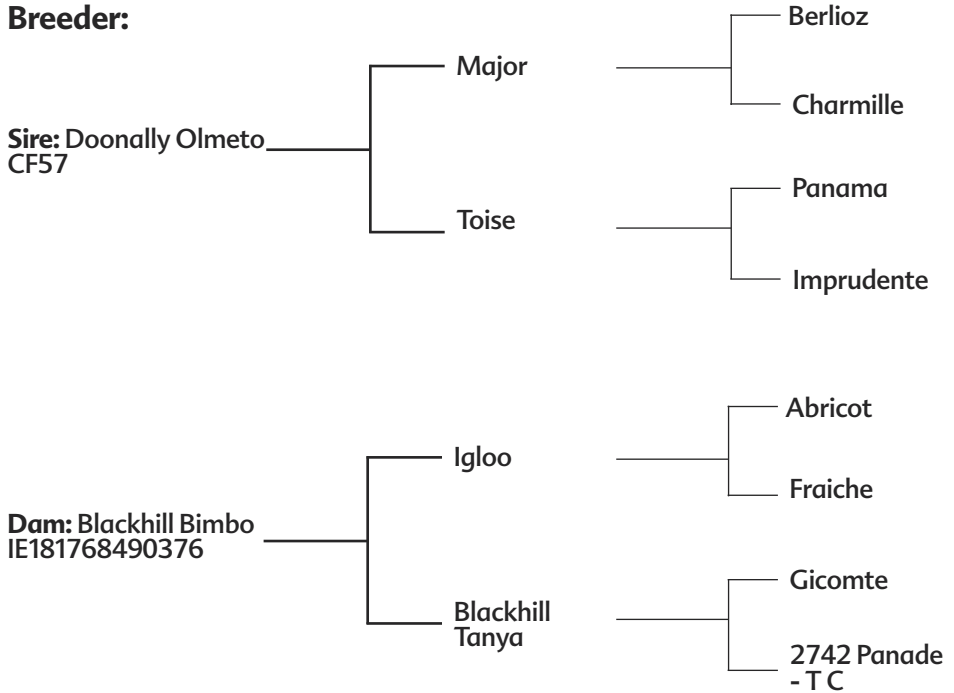 Breeder:
Berlioz
Major
Charmille
Sire: Doonally Olmeto
CF57
Panama
Toise
Imprudente
Abricot
Igloo
Fraiche
Dam: Blackhill Bimbo
IE181768490376
Gicomte
Blackhill
Tanya
2742 Panade
- T C